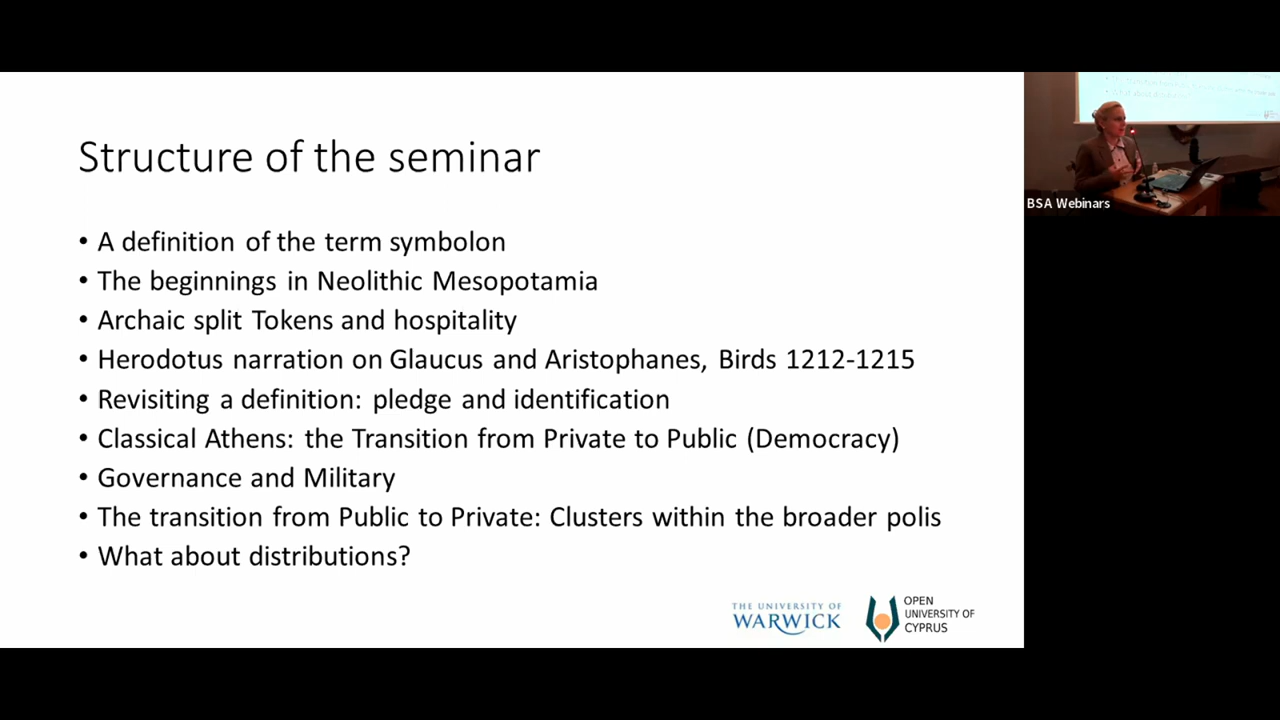 Structure of the seminar
• A definition of the term symbolon
• The beginnings in Neolithic Mesopotamia
• Archaic split Tokens and hospitality
• Herodotus narration on Glaucus and Aristophanes, Birds 1212-1215
• Revisiting a definition: pledge and identification
• Classical Athens: the Transition from Private to Public (Democracy)
• Governance and Military
• The transition from Public to Private: Clusters within the broader polis
• What about distributions?
THE UNIVERSITY OF
WARWICK
OPEN
UNIVERSITY OF
CYPRUS
BSA Webinars